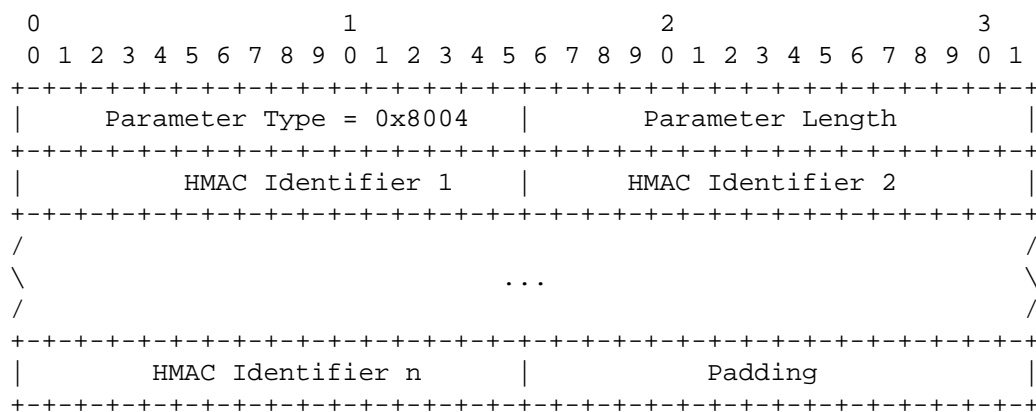 0                   1                   2                   3
 0 1 2 3 4 5 6 7 8 9 0 1 2 3 4 5 6 7 8 9 0 1 2 3 4 5 6 7 8 9 0 1
+-+-+-+-+-+-+-+-+-+-+-+-+-+-+-+-+-+-+-+-+-+-+-+-+-+-+-+-+-+-+-+-+
|     Parameter Type = 0x8004   |       Parameter Length        |
+-+-+-+-+-+-+-+-+-+-+-+-+-+-+-+-+-+-+-+-+-+-+-+-+-+-+-+-+-+-+-+-+
|          HMAC Identifier 1    |      HMAC Identifier 2        |
+-+-+-+-+-+-+-+-+-+-+-+-+-+-+-+-+-+-+-+-+-+-+-+-+-+-+-+-+-+-+-+-+
/                                                               /
\                              ...                              \
/                                                               /
+-+-+-+-+-+-+-+-+-+-+-+-+-+-+-+-+-+-+-+-+-+-+-+-+-+-+-+-+-+-+-+-+
|        HMAC Identifier n      |           Padding             |
+-+-+-+-+-+-+-+-+-+-+-+-+-+-+-+-+-+-+-+-+-+-+-+-+-+-+-+-+-+-+-+-+